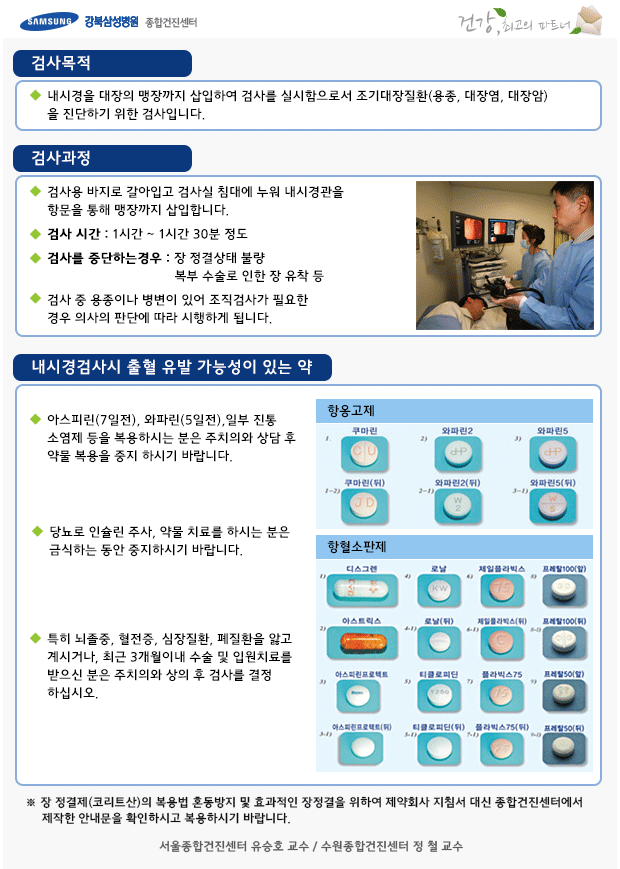 SAMSUNG 강북삼성병원 종합건진센터
건강, 최고의 파트너
검사목적
내시경을 대장의 맹장까지 삽입하여 검사를 실시함으로서 조기대장질환(용종, 대장염, 대장암)
을 진단하기 위한 검사입니다.
검사과정
검사용 바지로 갈아입고 검사실 침대에 누워 내시경관을
항문을 통해 맹장까지 삽입합니다.
검사 시간 : 1시간 ~ 1시간 30분 정도
검사를 중단하는경우 : 장 정결상태 불량
복부 수술로 인한 장 유착 등
검사 중 용종이나 병변이 있어 조직검사가 필요한
경우 의사의 판단에 따라 시행하게 됩니다.
내시경검사시 출혈 유발 가능성이 있는 약
아스피린(7일전), 와파린(5일전),일부 진통
소염제 등을 복용하시는 분은 주치의와 상담 후
약물 복용을 중지 하시기 바랍니다.
당뇨로 인슐린 주사, 약물 치료를 하시는 분은
금식하는 동안 중지하시기 바랍니다.
특히 뇌졸중, 혈전증, 심장질환, 폐질환을 앓고
계시거나, 최근 3개월이내 수술 및 입원치료를
받으신 분은 주치의와 상의 후 검사를 결정
하십시오.
항응고제
1. 쿠마린 2) 와파린2 3) 와파린5
C U
1-2) 쿠마린(뒤) 2-1) 와파린2(뒤) 3-1) 와파린5(뒤)
J D W 2 W 5
항혈소판제
1) 디스그렌 4) 로날 6) 제일플라빅스 8) 프레탈100(앞)
KW 75
2) 아스트릭스 4-1) 로날(뒤) 6-1) 제일플라빅스(뒤) 프레탈100(뒤)
C
3) 아스피린프로텍트 5) 티클로피딘 7) 플라빅스75 9) 프레탈50(앞)
Y200 75
3-1) 아스피린프로텍트(뒤) 5-1) 티클로피딘(뒤) 7-1) 플라빅스75(뒤) 프레탈50(뒤)
75
※ 장 정결제(코리트산)의 복용법 혼동방지 및 효과적인 장정결을 위하여 제약회사 지침서 대신 종합건진센터에서
제작한 안내문을 확인하시고 복용하시기 바랍니다.
서울종합건진센터 유승호 교수 / 수원종합건진센터 정 철 교수